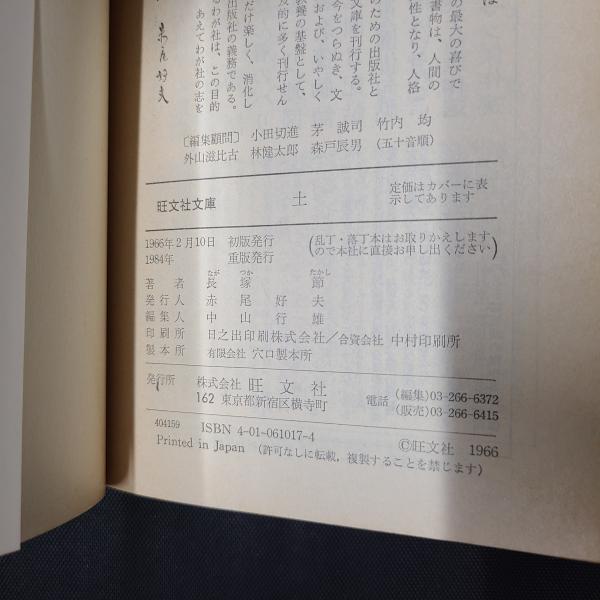 の最大の喜びで
書物は、人間の
性となり、人格
のための出版社と
文庫を刊行する。
今をつらぬき、文
および、いやしく
教養の基盤として、
反的に多く刊行せん
だけ楽しく、消化し
出版社の義務である。
るわが社は、この目的
あえてわが社の志を
赤尾好夫
〔編集顧問〕 小田切進 茅 誠司 竹内 均
外山滋比古 林健太郎 森戸辰男 (五十音順)
旺文社文庫 土 定価はカバーに表
示してあります
1966年2月10日 初版発行 (乱丁・落丁本はお取りかえします
1984年 重版発行 ので本社に直接お申し出ください)
なが つか たかし
著者 長塚節
発行人 赤尾好夫
編集人 中山行雄
印刷所 日之出印刷株式会社/合資会社 中村印刷所
製本所 有限会社 穴口製本所
発行所 株式会社 旺文社
162 東京都新宿区横寺町
電話 (編集)03-266-6372
(販売)03-266-6415
404159 ISBN 4-01-061017-4
©旺文社 1966
Printed in Japan (許可なしに転載,複製することを禁じます)